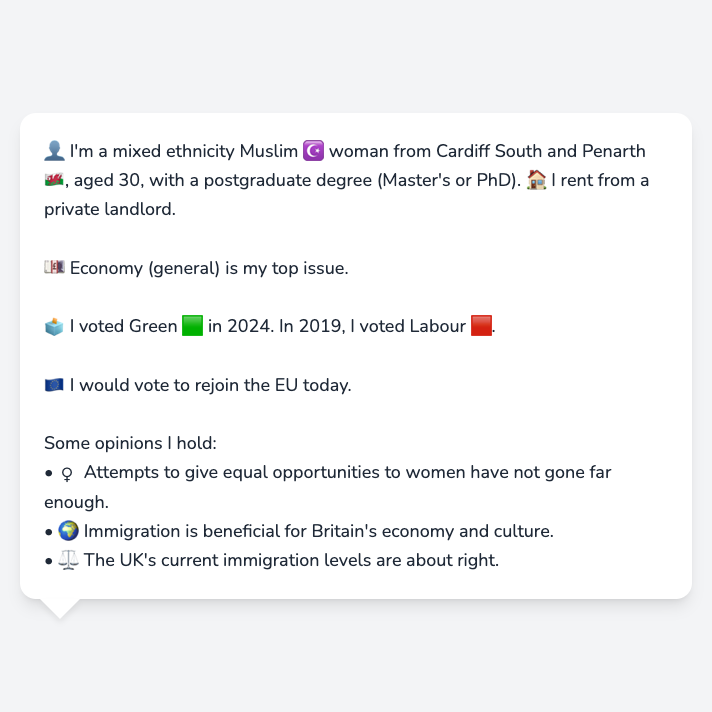 👤 I'm a mixed ethnicity Muslim ☪️ woman from Cardiff South and Penarth
🏴󠁧󠁢󠁷󠁬󠁳󠁿, aged 30, with a postgraduate degree (Master's or PhD). 🏠 I rent from a
private landlord.
💷 Economy (general) is my top issue.
🗳️ I voted Green 🟩 in 2024. In 2019, I voted Labour 🟥.
🇪🇺 I would vote to rejoin the EU today.
Some opinions I hold:
• ♀ Attempts to give equal opportunities to women have not gone far
enough.
• 🌍 Immigration is beneficial for Britain's economy and culture.
• ⚖️ The UK's current immigration levels are about right.